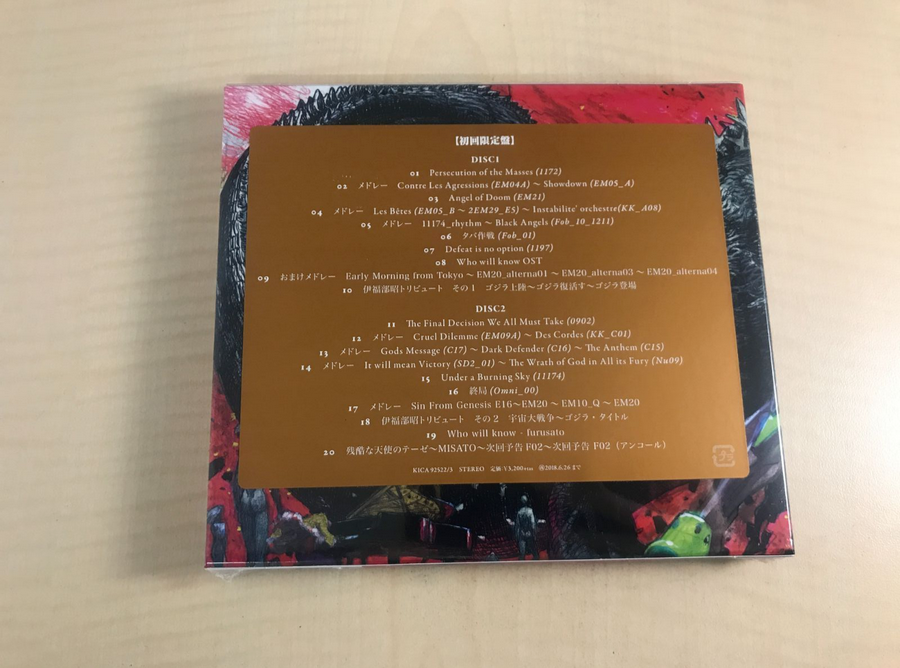 【初回限定盤】
DISC1
01 Persecution of the Masses (1172)
02 メドレー Contre Les Agressions (EM04A) ～ Showdown (EM05_A)
03 Angel of Doom (EM21)
04 メドレー Les Bêtes (EM05_B ～ 2EM29_E5) ～ Instabilite' orchestre(KK_A08)
05 メドレー 11174_rhythm ～ Black Angels (Fob_10_1211)
06 タバ作戦 (Fob_01)
07 Defeat is no option (1197)
08 Who will know OST
09 おまけメドレー Early Morning from Tokyo ～ EM20_alterna01 ～ EM20_alterna03 ～ EM20_alterna04
10 伊福部昭トリビュート その1 ゴジラ上陸～ゴジラ復活す～ゴジラ登場
DISC2
11 The Final Decision We All Must Take (0902)
12 メドレー Cruel Dilemme (EM09A) ～ Des Cordes (KK_C01)
13 メドレー Gods Message (C17) ～ Dark Defender (C16) ～ The Anthem (C15)
14 メドレー It will mean Victory (SD2_01) ～ The Wrath of God in All its Fury (Nu09)
15 Under a Burning Sky (11174)
16 終局 (Omni_00)
17 メドレー Sin From Genesis E16～EM20 ～ EM10_Q ～ EM20
18 伊福部昭トリビュート その2 宇宙大戦争～ゴジラ・タイトル
19 Who will know - furusato
20 残酷な天使のテーゼ～MISATO～次回予告 F02～次回予告 F02（アンコール）
KICA 92522/3 STEREO 定価:¥3,200+税 Ⓗ2018.6.26 まで